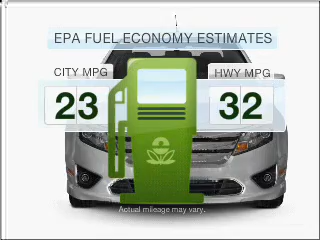 EPA FUEL ECONOMY ESTIMATES
CITY MPG
HWY MPG
23
32
Actual mileage may vary.